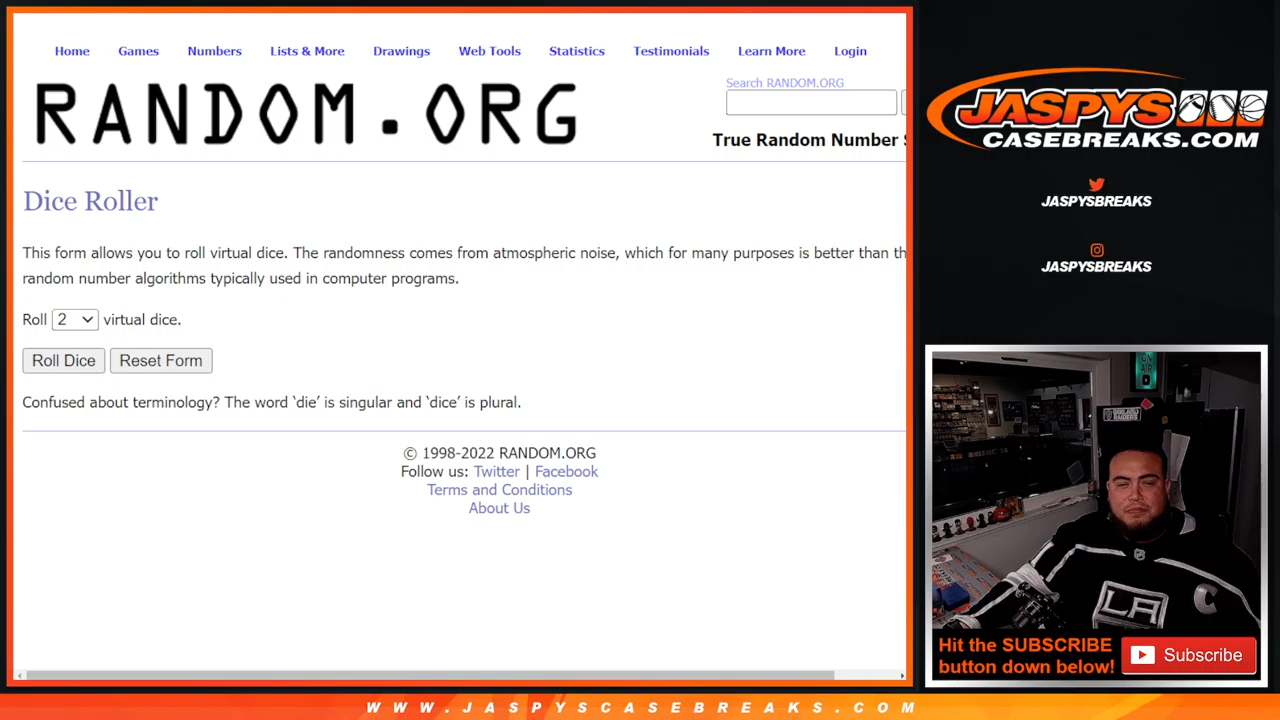 Home Games Numbers Lists & More Drawings Web Tools Statistics Testimonials Learn More Login
RANDOM.ORG
Search RANDOM.ORG
True Random Number S
Dice Roller
This form allows you to roll virtual dice. The randomness comes from atmospheric noise, which for many purposes is better than th
random number algorithms typically used in computer programs.
Roll 2 virtual dice.
Roll Dice Reset Form
Confused about terminology? The word ‘die’ is singular and ‘dice’ is plural.
© 1998-2022 RANDOM.ORG
Follow us: Twitter | Facebook
Terms and Conditions
About Us
JASPYS
CASEBREAKS.COM
JASPYSBREAKS
JASPYSBREAKS
ON
AIR
OAKLAND
RAIDERS
LA
C
Hit the SUBSCRIBE
button down below!
Subscribe
WWW.JASPYSCASEBREAKS.COM